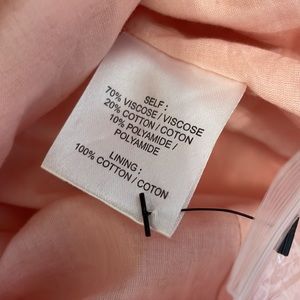 SELF :
70% VISCOSE / VISCOSE
20% COTTON / COTON
10% POLYAMIDE /
POLYAMIDE
LINING :
100% COTTON / COTON